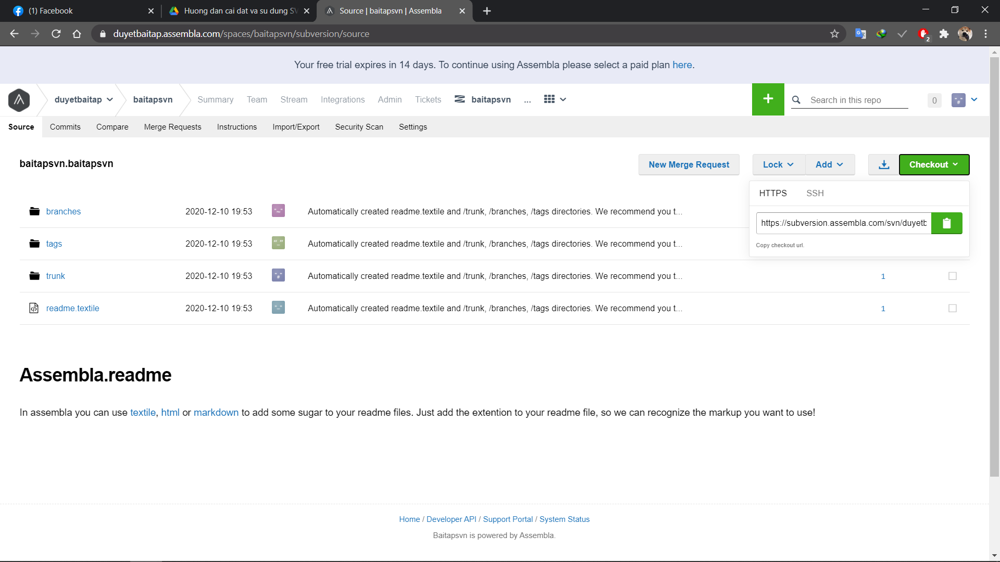 (1) Facebook
Huong dan cai dat va su dung SV
Source | baitapsvn | Assembla
duyetbaitap.assembla.com/spaces/baitapsvn/subversion/source
2
Your free trial expires in 14 days. To continue using Assembla please select a paid plan here.
duyetbaitap
baitapsvn
Summary
Team
Stream
Integrations
Admin
Tickets
baitapsvn
...
+
Search in this repo
0
Source
Commits
Compare
Merge Requests
Instructions
Import/Export
Security Scan
Settings
baitapsvn.baitapsvn
New Merge Request
Lock
Add
Checkout
HTTPS
SSH
https://subversion.assembla.com/svn/duyetb
Copy checkout url.
branches 2020-12-10 19:53 Automatically created readme.textile and /trunk, /branches, /tags directories. We recommend you t...
tags 2020-12-10 19:53 Automatically created readme.textile and /trunk, /branches, /tags directories. We recommend you t...
trunk 2020-12-10 19:53 Automatically created readme.textile and /trunk, /branches, /tags directories. We recommend you t... 1
readme.textile 2020-12-10 19:53 Automatically created readme.textile and /trunk, /branches, /tags directories. We recommend you t... 1
Assembla.readme
In assembla you can use textile, html or markdown to add some sugar to your readme files. Just add the extention to your readme file, so we can recognize the markup you want to use!
Home / Developer API / Support Portal / System Status
Baitapsvn is powered by Assembla.